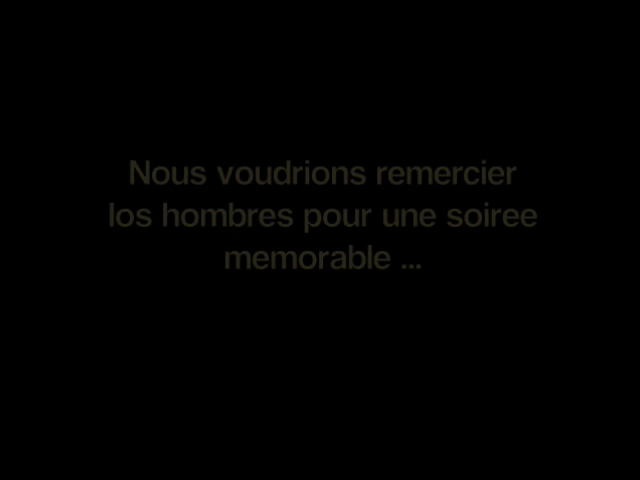 Nous voudrions remercier
los hombres pour une soiree
memorable ...